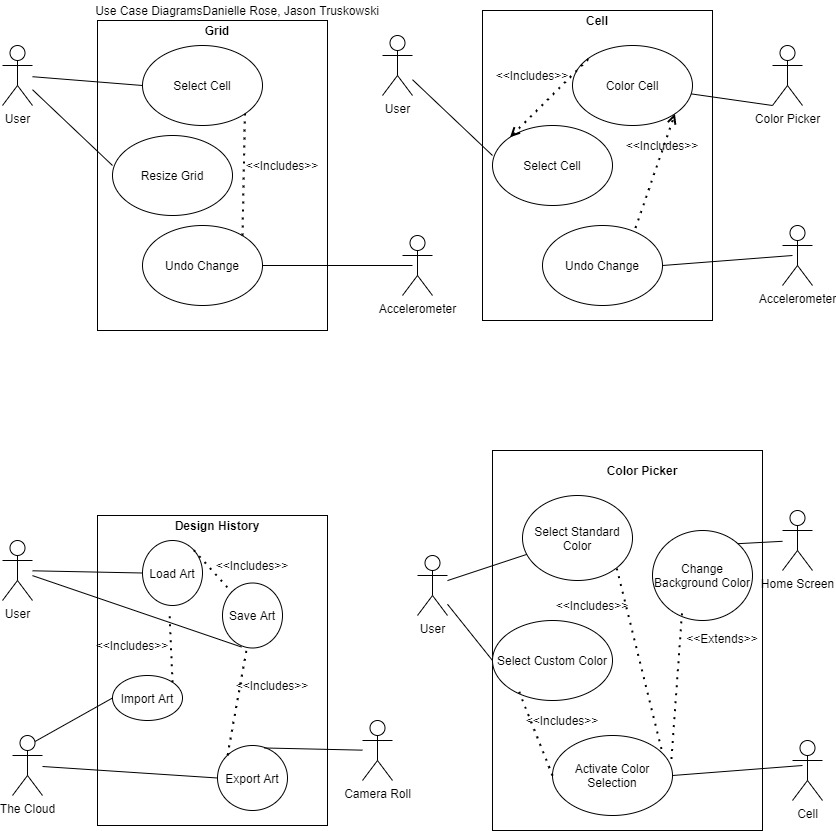 Use Case DiagramsDanielle Rose, Jason Truskowski
Grid
Select Cell
User
<<Includes>>
Resize Grid
Undo Change
Accelerometer
Cell
<<Includes>>
Color Cell
User
Color Picker
<<Includes>>
Select Cell
Undo Change
Accelerometer
Design History
Load Art
<<Includes>>
User
Save Art
<<Includes>>
<<Includes>>
Import Art
Export Art
The Cloud
Camera Roll
Color Picker
Select Standard
Color
Change
Background Color
Home Screen
<<Includes>>
User
<<Extends>>
Select Custom Color
<<Includes>>
Activate Color
Selection
Cell